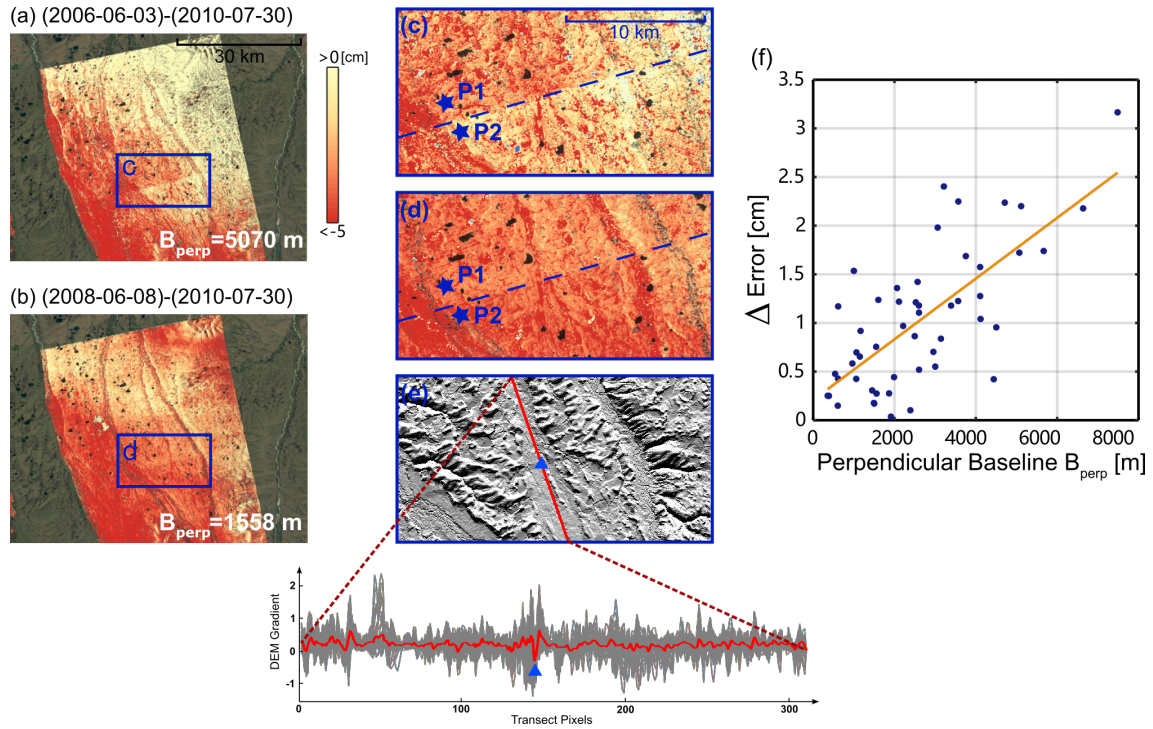 (a) (2006-06-03)-(2010-07-30)
30 km
>0[cm]
<-5
c
Bperp=5070 m
(b) (2008-06-08)-(2010-07-30)
d
Bperp=1558 m
(c)
10 km
P1
P2
(d)
P1
P2
(e)
DEM Gradient
2
1
0
-1
0
100
200
300
Transect Pixels
(f)
Δ Error [cm]
3.5
3
2.5
2
1.5
1
0.5
0
0
2000
4000
6000
8000
Perpendicular Baseline Bperp [m]